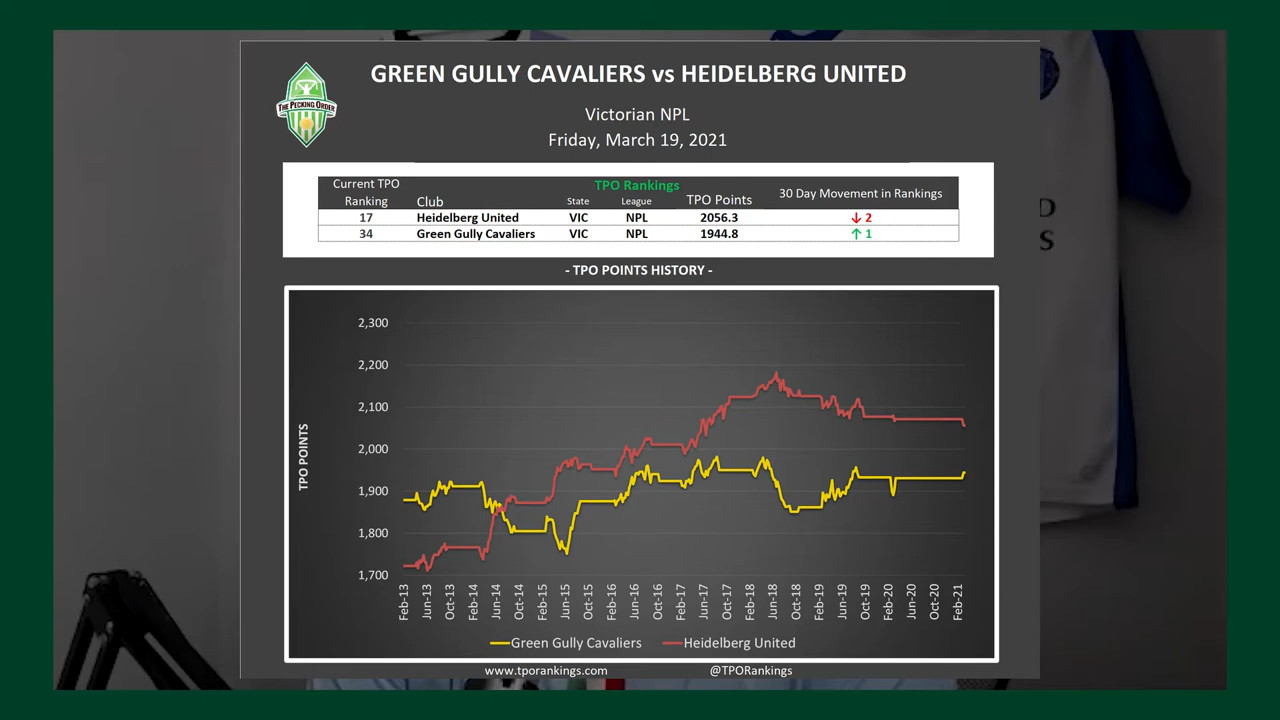 GREEN GULLY CAVALIERS vs HEIDELBERG UNITED
THE PECKING ORDER
Victorian NPL
Friday, March 19, 2021
Current TPO Ranking Club TPO Rankings State League TPO Points 30 Day Movement in Rankings
17 Heidelberg United VIC NPL 2056.3 ↓ 2
34 Green Gully Cavaliers VIC NPL 1944.8 ↑ 1
- TPO POINTS HISTORY -
TPO POINTS
2,300
2,200
2,100
2,000
1,900
1,800
1,700
Feb-13 Jun-13 Oct-13 Feb-14 Jun-14 Oct-14 Feb-15 Jun-15 Oct-15 Feb-16 Jun-16 Oct-16 Feb-17 Jun-17 Oct-17 Feb-18 Jun-18 Oct-18 Feb-19 Jun-19 Oct-19 Feb-20 Jun-20 Oct-20 Feb-21
Green Gully Cavaliers Heidelberg United
www.tporankings.com @TPORankings